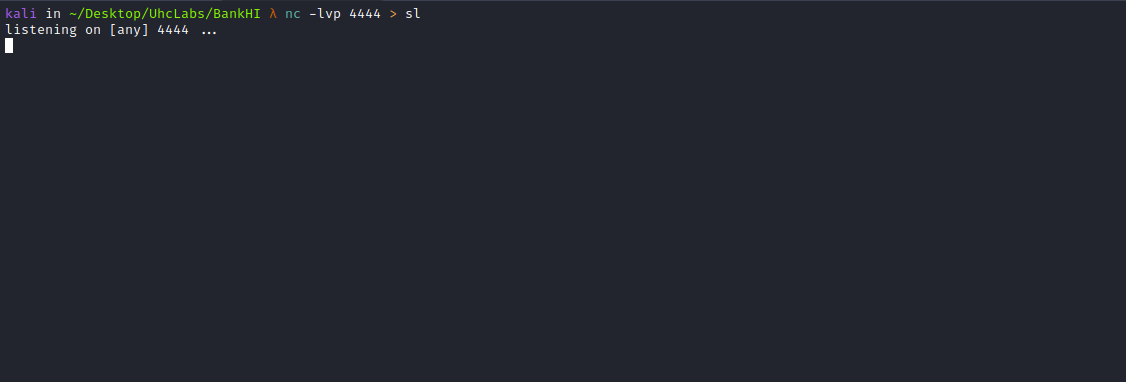 kali in ~/Desktop/UhcLabs/BankHI λ nc -lvp 4444 > sl
listening on [any] 4444 ...